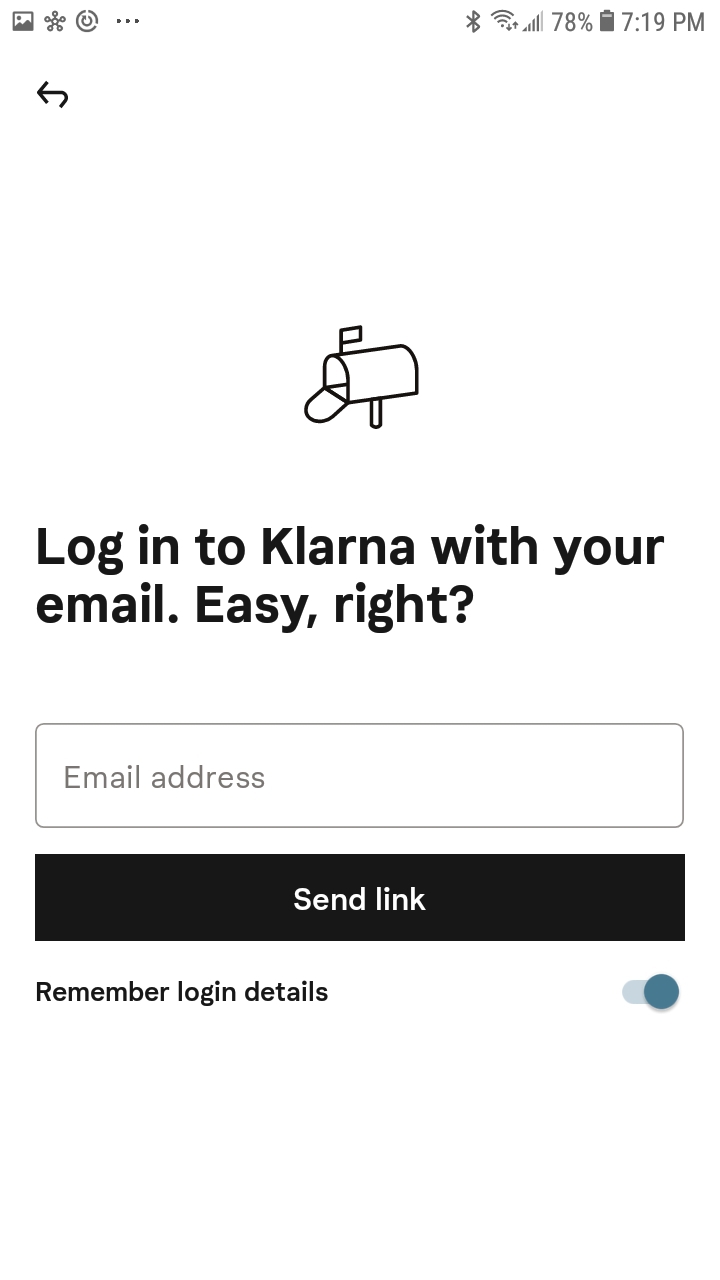 78% 7:19 PM
Log in to Klarna with your
email. Easy, right?
Email address
Send link
Remember login details